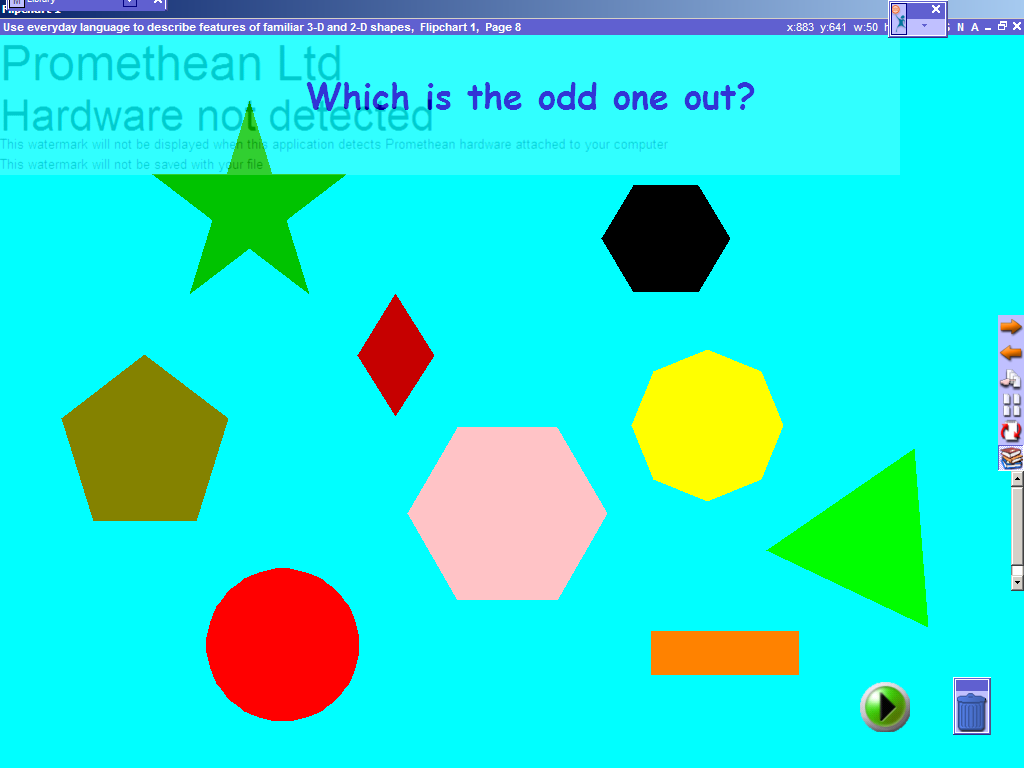 Library
Flipchart 1
Use everyday language to describe features of familiar 3-D and 2-D shapes,  Flipchart 1,  Page 8
x:883  y:641  w:50
N  A
Promethean Ltd
Which is the odd one out?
Hardware not detected
This watermark will not be displayed when this application detects Promethean hardware attached to your computer
This watermark will not be saved with your file